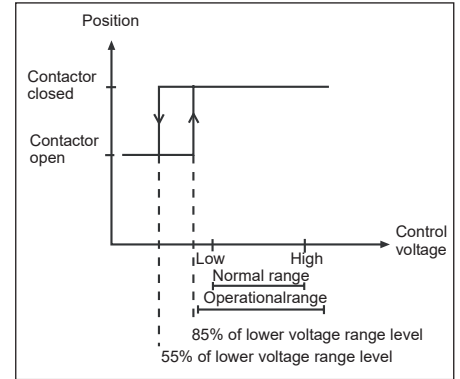 Position
Contactor
closed
Contactor
open
Control
voltage
Low
High
Normal range
Operationalrange
85% of lower voltage range level
55% of lower voltage range level